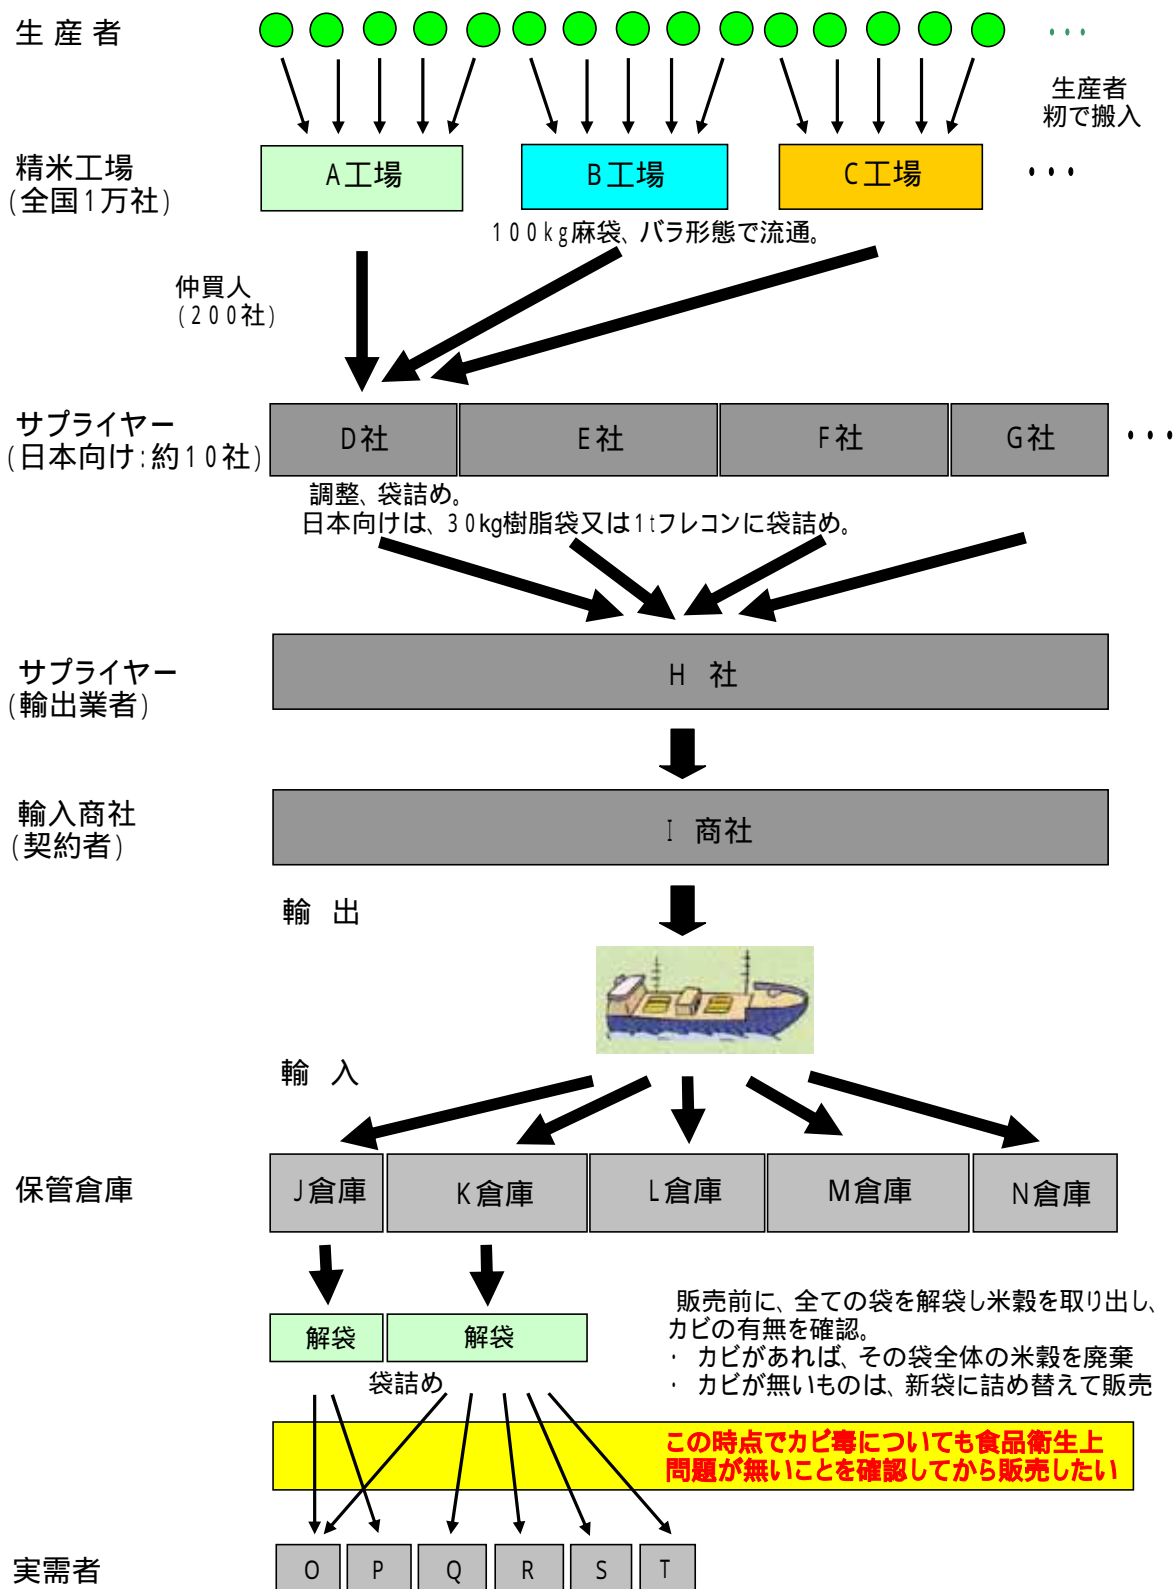 生 産 者
・・・
生産者
籾で搬入
精米工場
(全国1万社)
A工場
B工場
C工場
・・・
100kg麻袋、バラ形態で流通。
仲買人
(200社)
サプライヤー
(日本向け:約10社)
D社
E社
F社
G社
・・・
調整、袋詰め。
日本向けは、30kg樹脂袋又は1tフレコンに袋詰め。
サプライヤー
(輸出業者)
H 社
輸入商社
(契約者)
I 商社
輸 出
輸 入
保管倉庫
J倉庫
K倉庫
L倉庫
M倉庫
N倉庫
解袋
解袋
販売前に、全ての袋を解袋し米穀を取り出し、
カビの有無を確認。
・ カビがあれば、その袋全体の米穀を廃棄
・ カビが無いものは、新袋に詰め替えて販売
袋詰め
この時点でカビ毒についても食品衛生上
問題が無いことを確認してから販売したい
実需者
O
P
Q
R
S
T